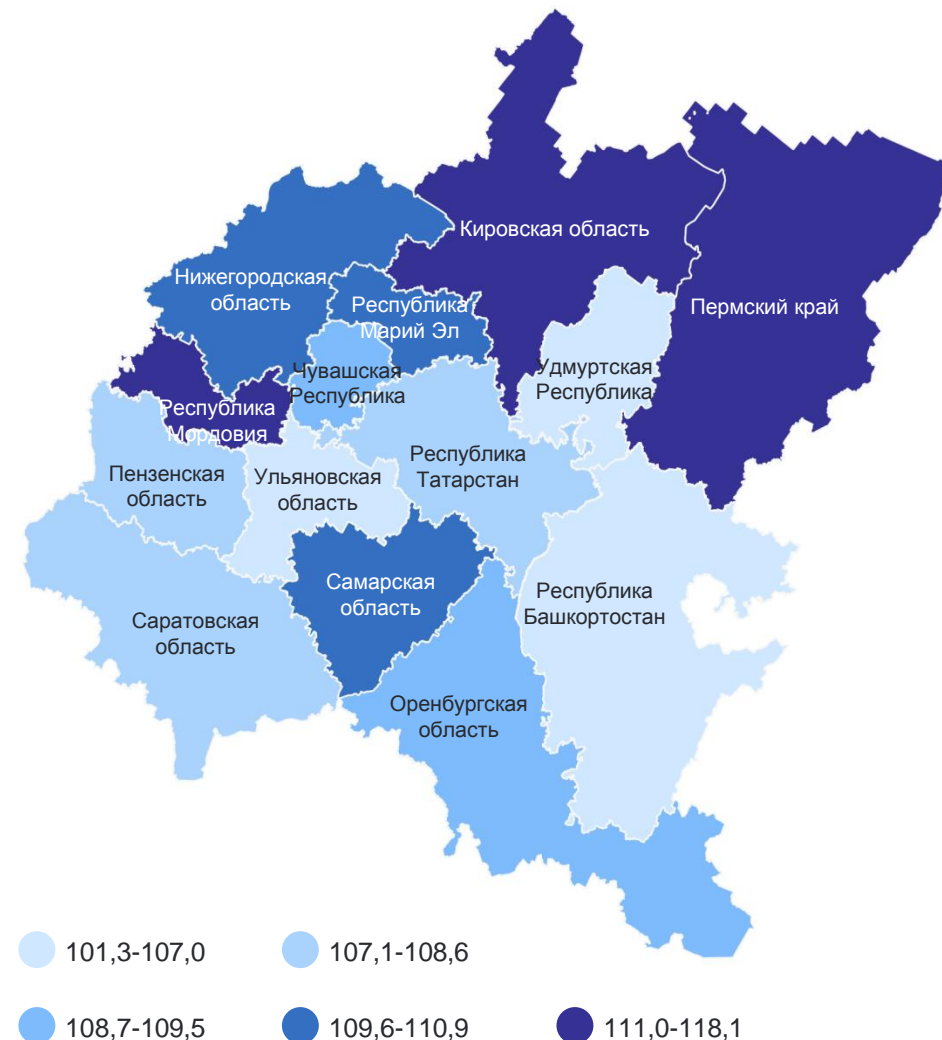 Кировская область
Нижегородская
область
Республика
Марий Эл
Пермский край
Чувашская
Республика
Удмуртская
Республика
Республика
Мордовия
Республика
Татарстан
Пензенская
область
Ульяновская
область
Самарская
область
Республика
Башкортостан
Саратовская
область
Оренбургская
область
101,3-107,0
107,1-108,6
108,7-109,5
109,6-110,9
111,0-118,1